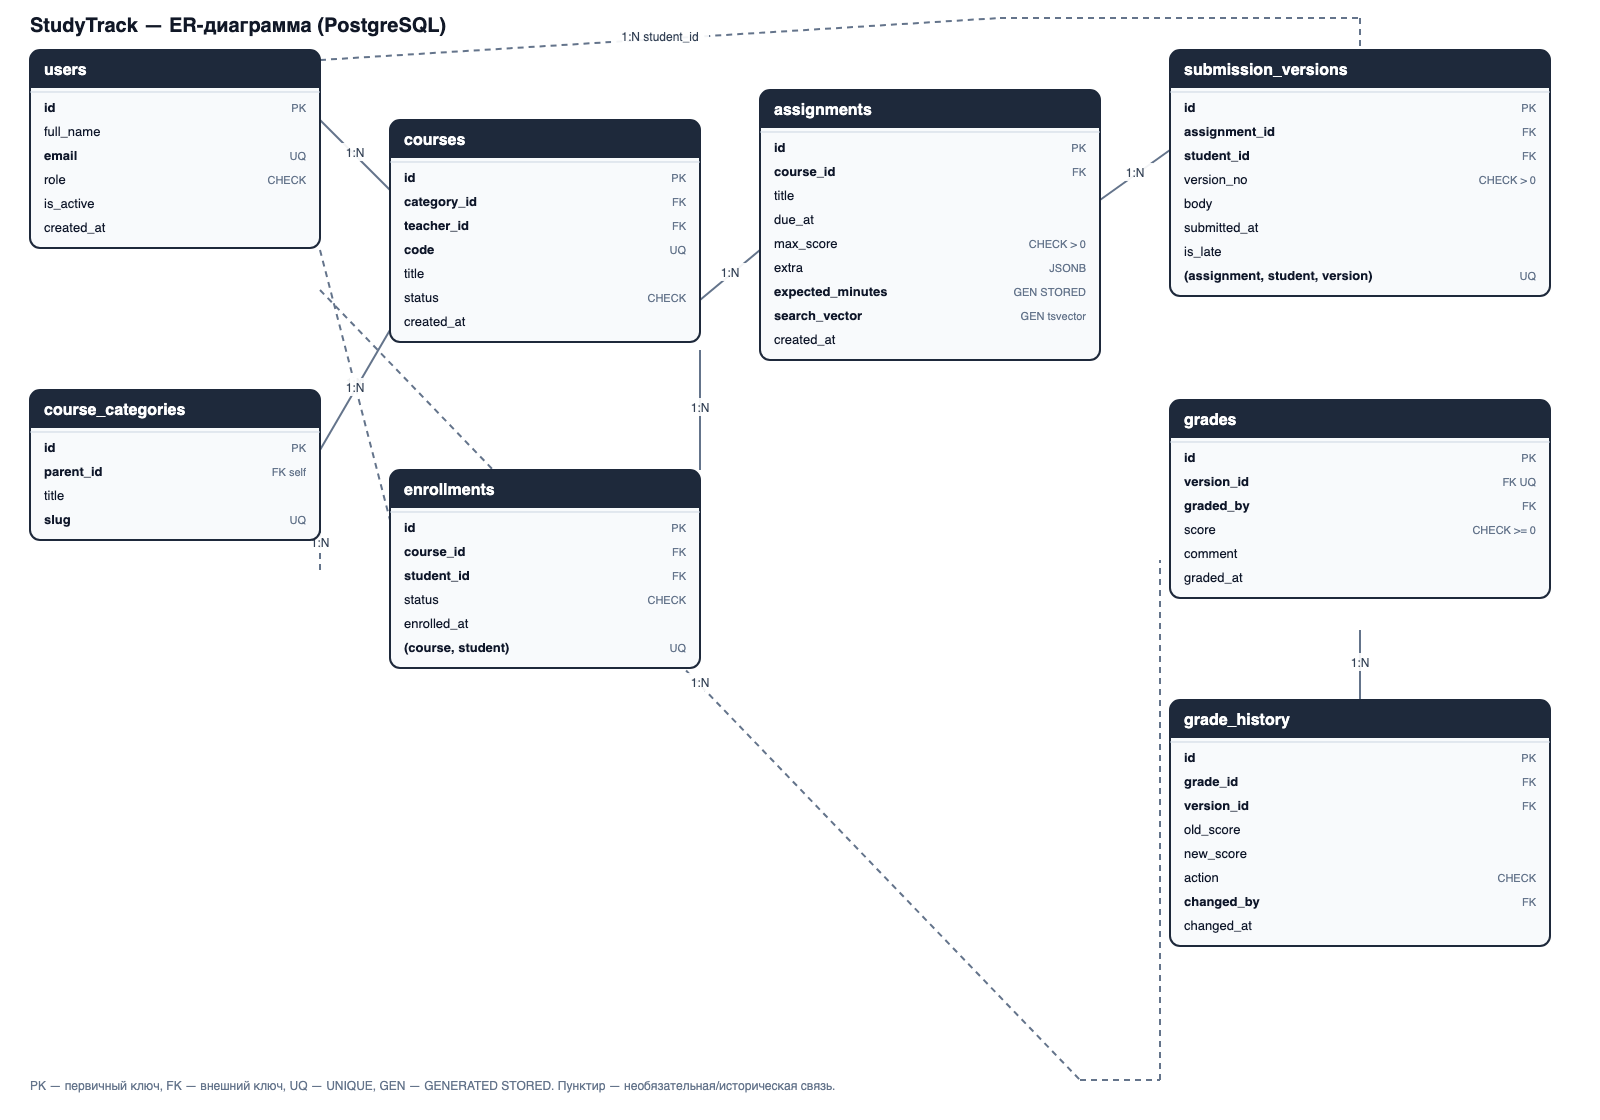 StudyTrack — ER-диаграмма (PostgreSQL)
1:N student_id
users
id PK
full_name
email UQ
role CHECK
is_active
created_at
1:N
courses
id PK
category_id FK
teacher_id FK
code UQ
title
status CHECK
created_at
1:N
assignments
id PK
course_id FK
title
due_at
max_score CHECK > 0
extra JSONB
expected_minutes GEN STORED
search_vector GEN tsvector
created_at
1:N
submission_versions
id PK
assignment_id FK
student_id FK
version_no CHECK > 0
body
submitted_at
is_late
(assignment, student, version) UQ
1:N
1:N
course_categories
id PK
parent_id FK self
title
slug UQ
1:N
enrollments
id PK
course_id FK
student_id FK
status CHECK
enrolled_at
(course, student) UQ
1:N
grades
id PK
version_id FK UQ
graded_by FK
score CHECK >= 0
comment
graded_at
1:N
grade_history
id PK
grade_id FK
version_id FK
old_score
new_score
action CHECK
changed_by FK
changed_at
PK — первичный ключ, FK — внешний ключ, UQ — UNIQUE, GEN — GENERATED STORED. Пунктир — необязательная/историческая связь.